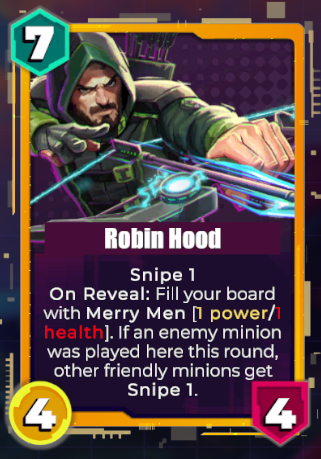 7
Robin Hood
Snipe 1
On Reveal: Fill your board
with Merry Men [1 power/1
health]. If an enemy minion
was played here this round,
other friendly minions get
Snipe 1.
4
4